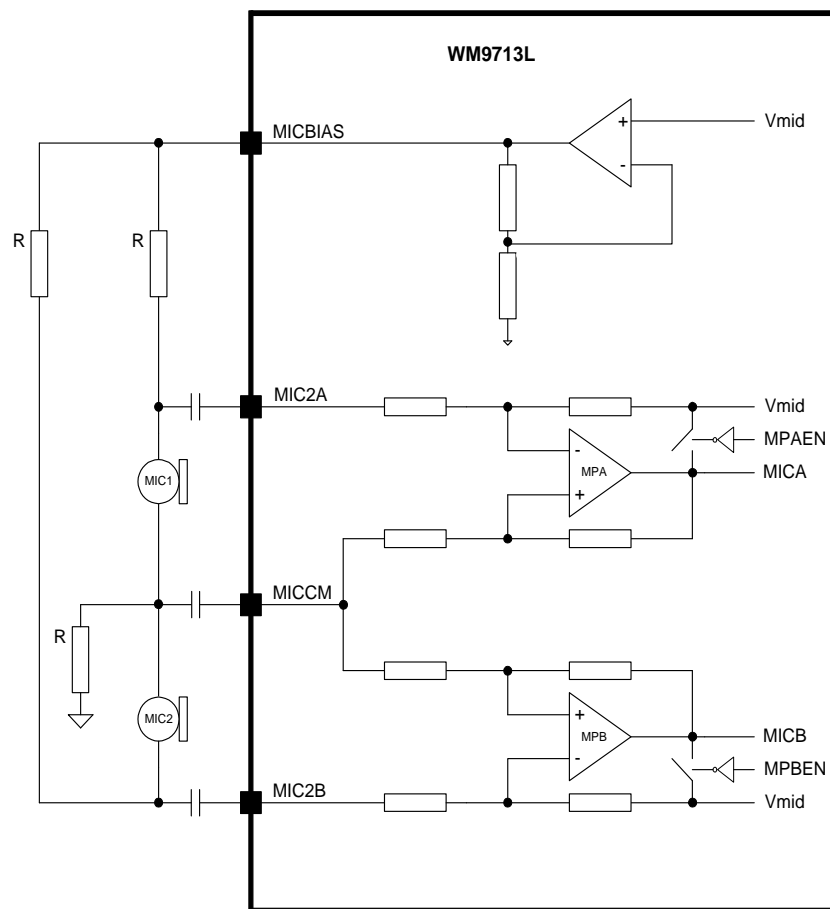 WM9713L
MICBIAS
+
-
Vmid
R
R
MIC2A
Vmid
MPAEN
-
MPA
+
MICA
MIC1
MICCM
R
MIC2
+
MPB
-
MICB
MPBEN
MIC2B
Vmid